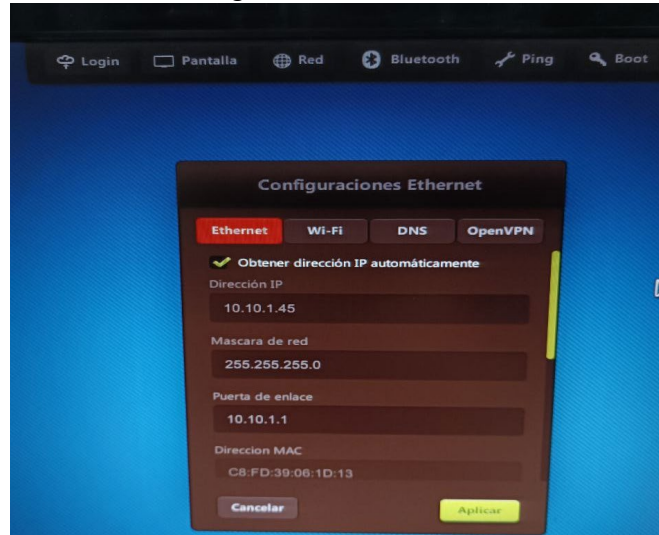 Login Pantalla Red Bluetooth Ping Boot
Configuraciones Ethernet
Ethernet Wi-Fi DNS OpenVPN
Obtener dirección IP automáticamente
Dirección IP
10.10.1.45
Mascara de red
255.255.255.0
Puerta de enlace
10.10.1.1
Direccion MAC
C8:FD:39:06:1D:13
Cancelar Aplicar